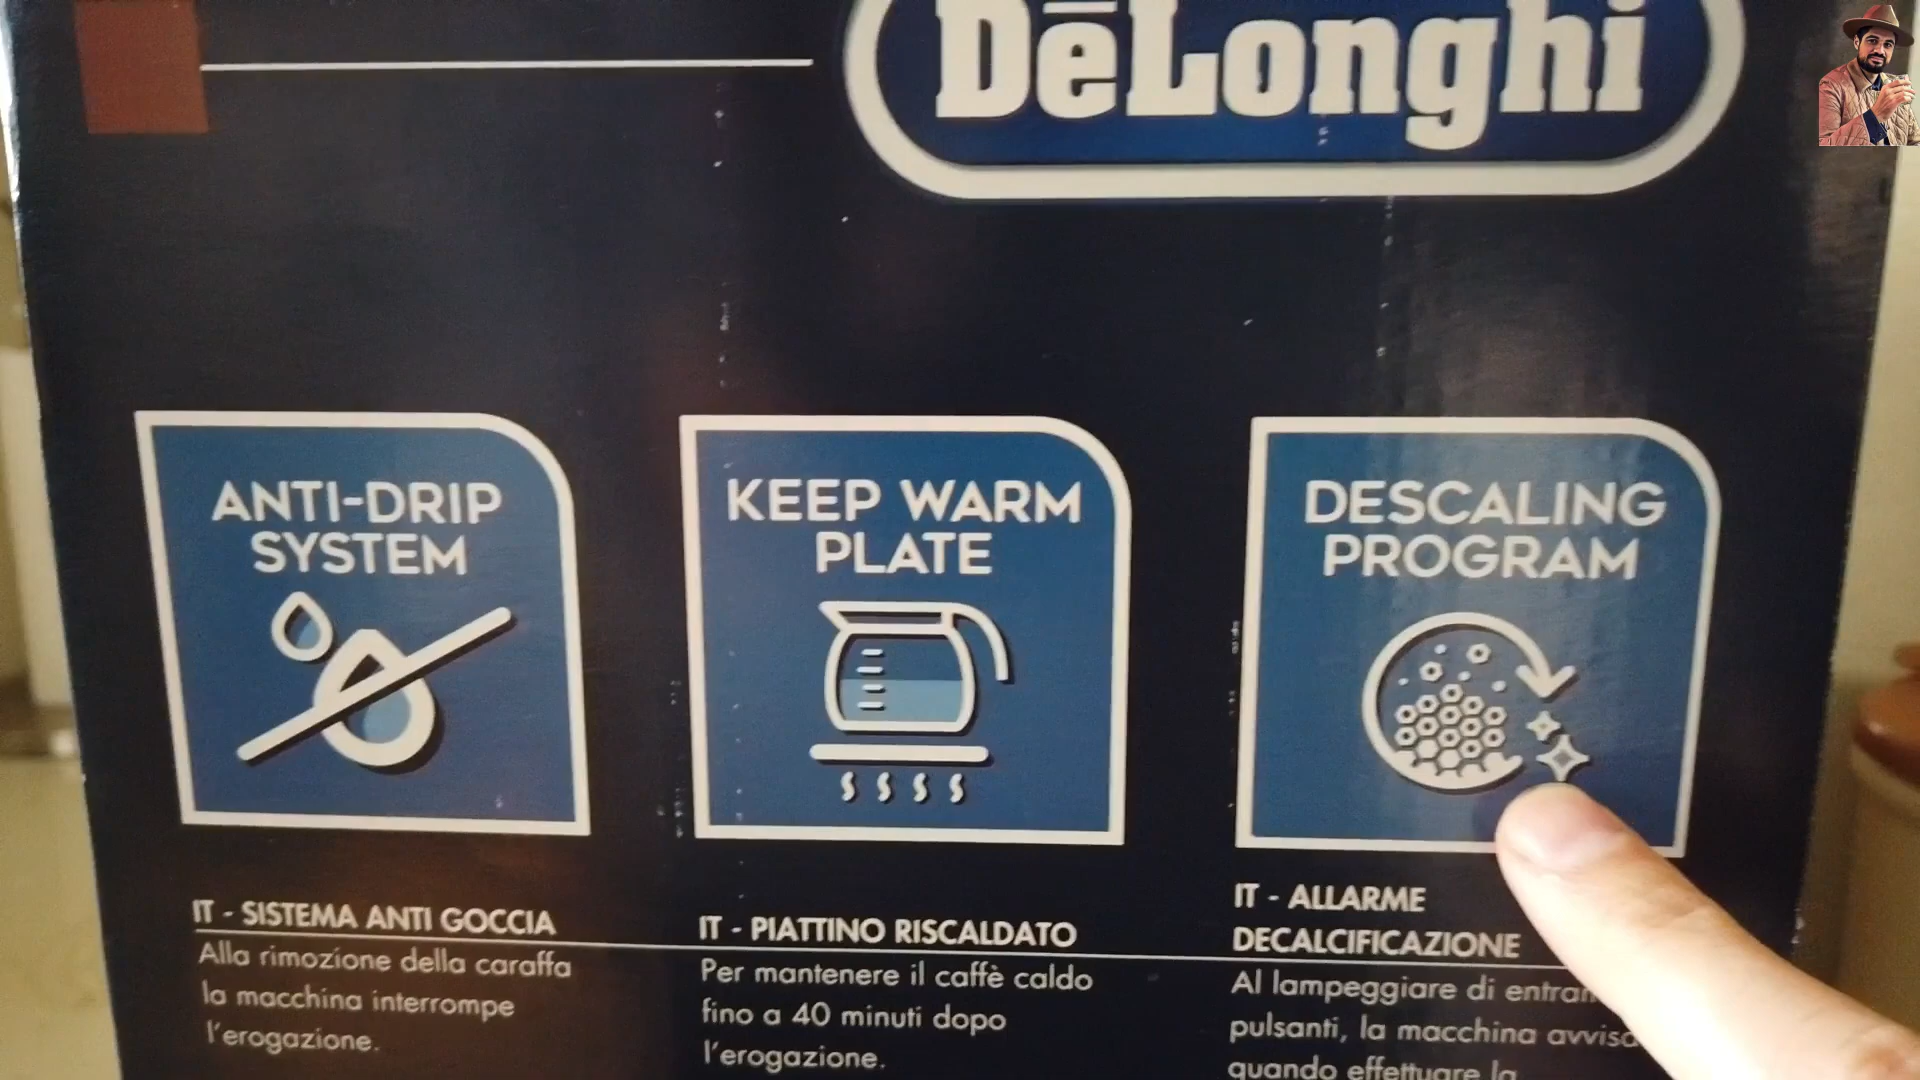 DeLonghi
ANTI-DRIP
SYSTEM
KEEP WARM
PLATE
DESCALING
PROGRAM
IT - SISTEMA ANTI GOCCIA
Alla rimozione della caraffa
la macchina interrompe
l'erogazione.
IT - PIATTINO RISCALDATO
Per mantenere il caffè caldo
fino a 40 minuti dopo
l'erogazione.
IT - ALLARME
DECALCIFICAZIONE
Al lampeggiare di
pulsanti, la macchina
quando effettuare la